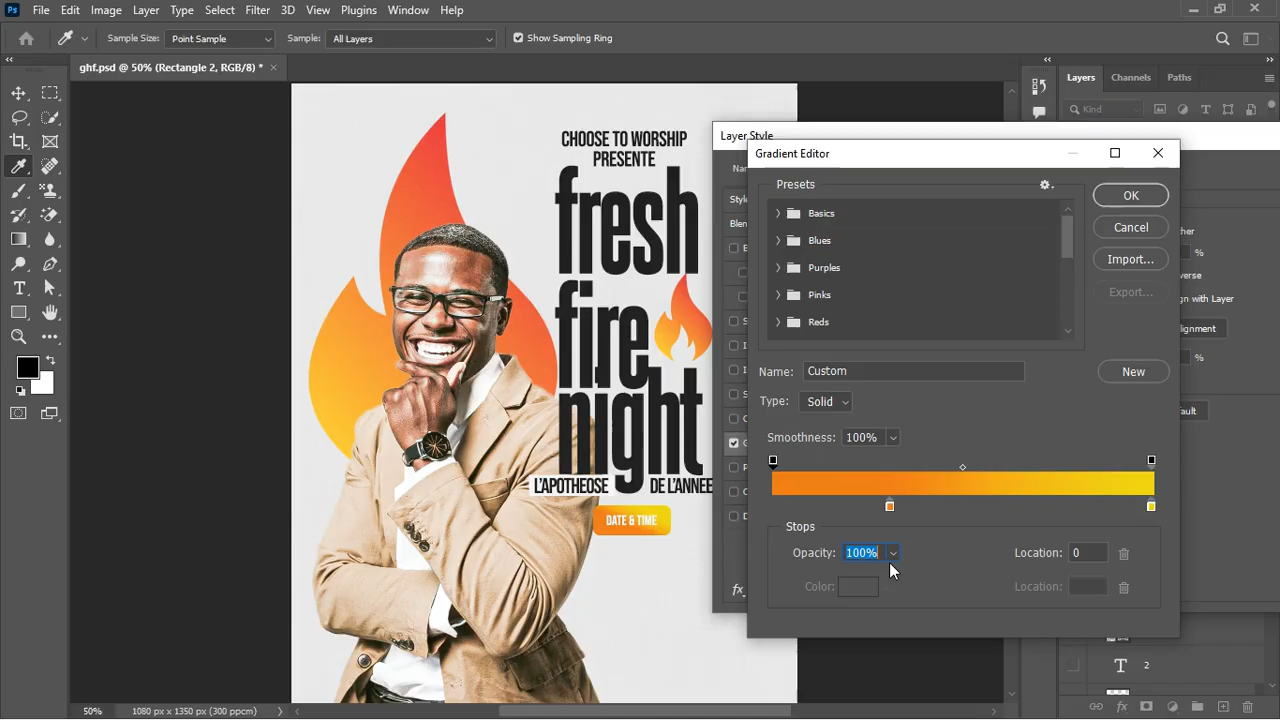 Ps File Edit Image Layer Type Select Filter 3D View Plugins Window Help
Sample Size: Point Sample Sample: All Layers Show Sampling Ring
ghf.psd @ 50% (Rectangle 2, RGB/8) *
Layers Channels Paths
Kind
CHOOSE TO WORSHIP
PRESENTE
fresh
fire
night
L'APOTHEOSE DE L'ANNEE
DATE & TIME
Layer Style
Gradient Editor
Presets
Basics
Blues
Purples
Pinks
Reds
OK
Cancel
Import...
Export...
Name: Custom
New
Type: Solid
Smoothness: 100%
Stops
Opacity: 100% Location: 0
Color: Location:
%
%
fx
T 2
fx
50% 1080 px x 1350 px (300 ppcm)